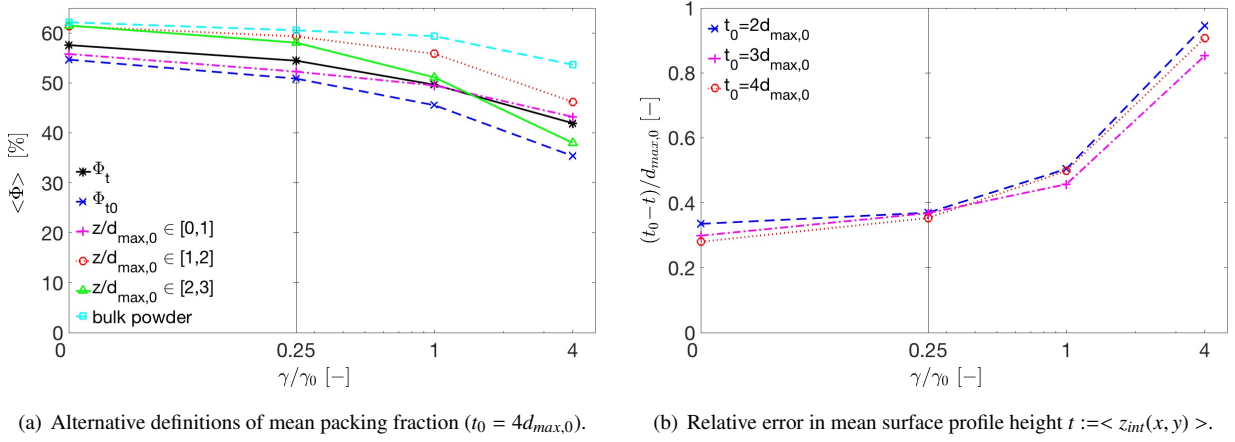 60
50
40
30
20
10
0
<Φ> [%]
Φt
Φt0
z/dmax,0 ∈ [0,1]
z/dmax,0 ∈ [1,2]
z/dmax,0 ∈ [2,3]
bulk powder
0 0.25 1 4
γ/γ0 [−]
(a) Alternative definitions of mean packing fraction (t0 = 4dmax,0).
1
0.8
0.6
0.4
0.2
0
(t0−t)/dmax,0 [−]
t0=2dmax,0
t0=3dmax,0
t0=4dmax,0
0 0.25 1 4
γ/γ0 [−]
(b) Relative error in mean surface profile height t :=< zint(x, y) >.